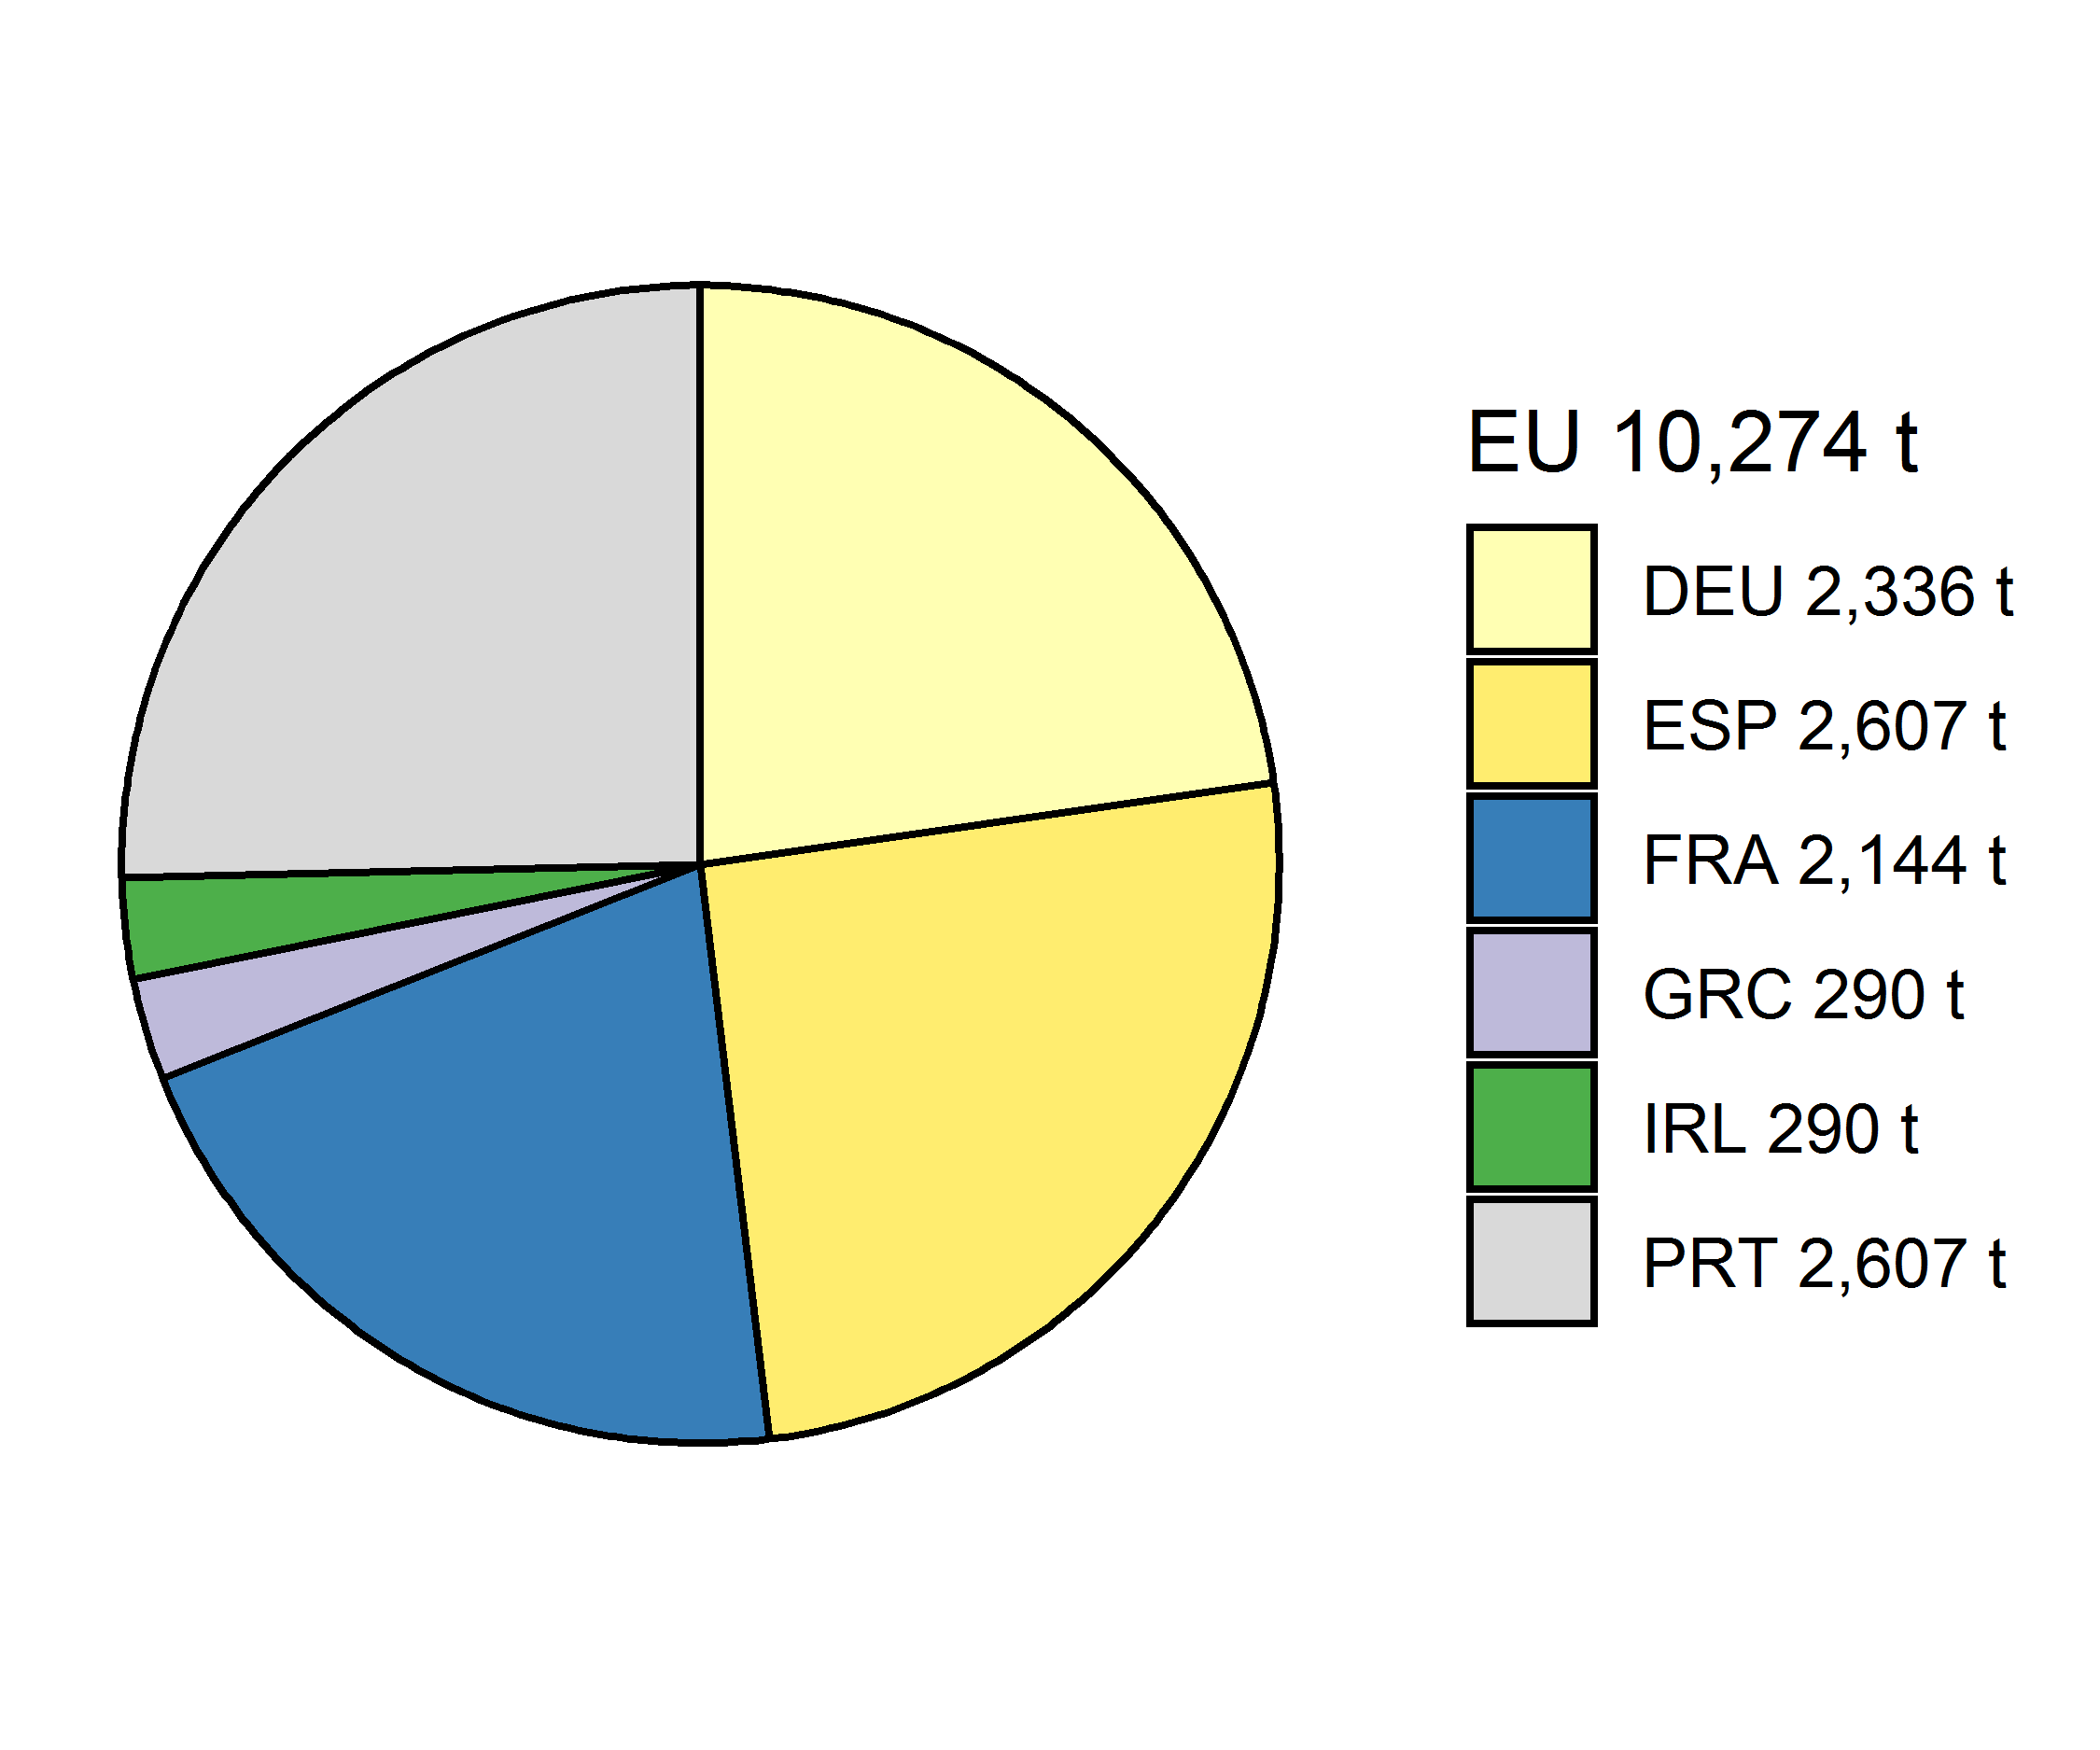 EU 10,274 t
DEU 2,336 t
ESP 2,607 t
FRA 2,144 t
GRC 290 t
IRL 290 t
PRT 2,607 t